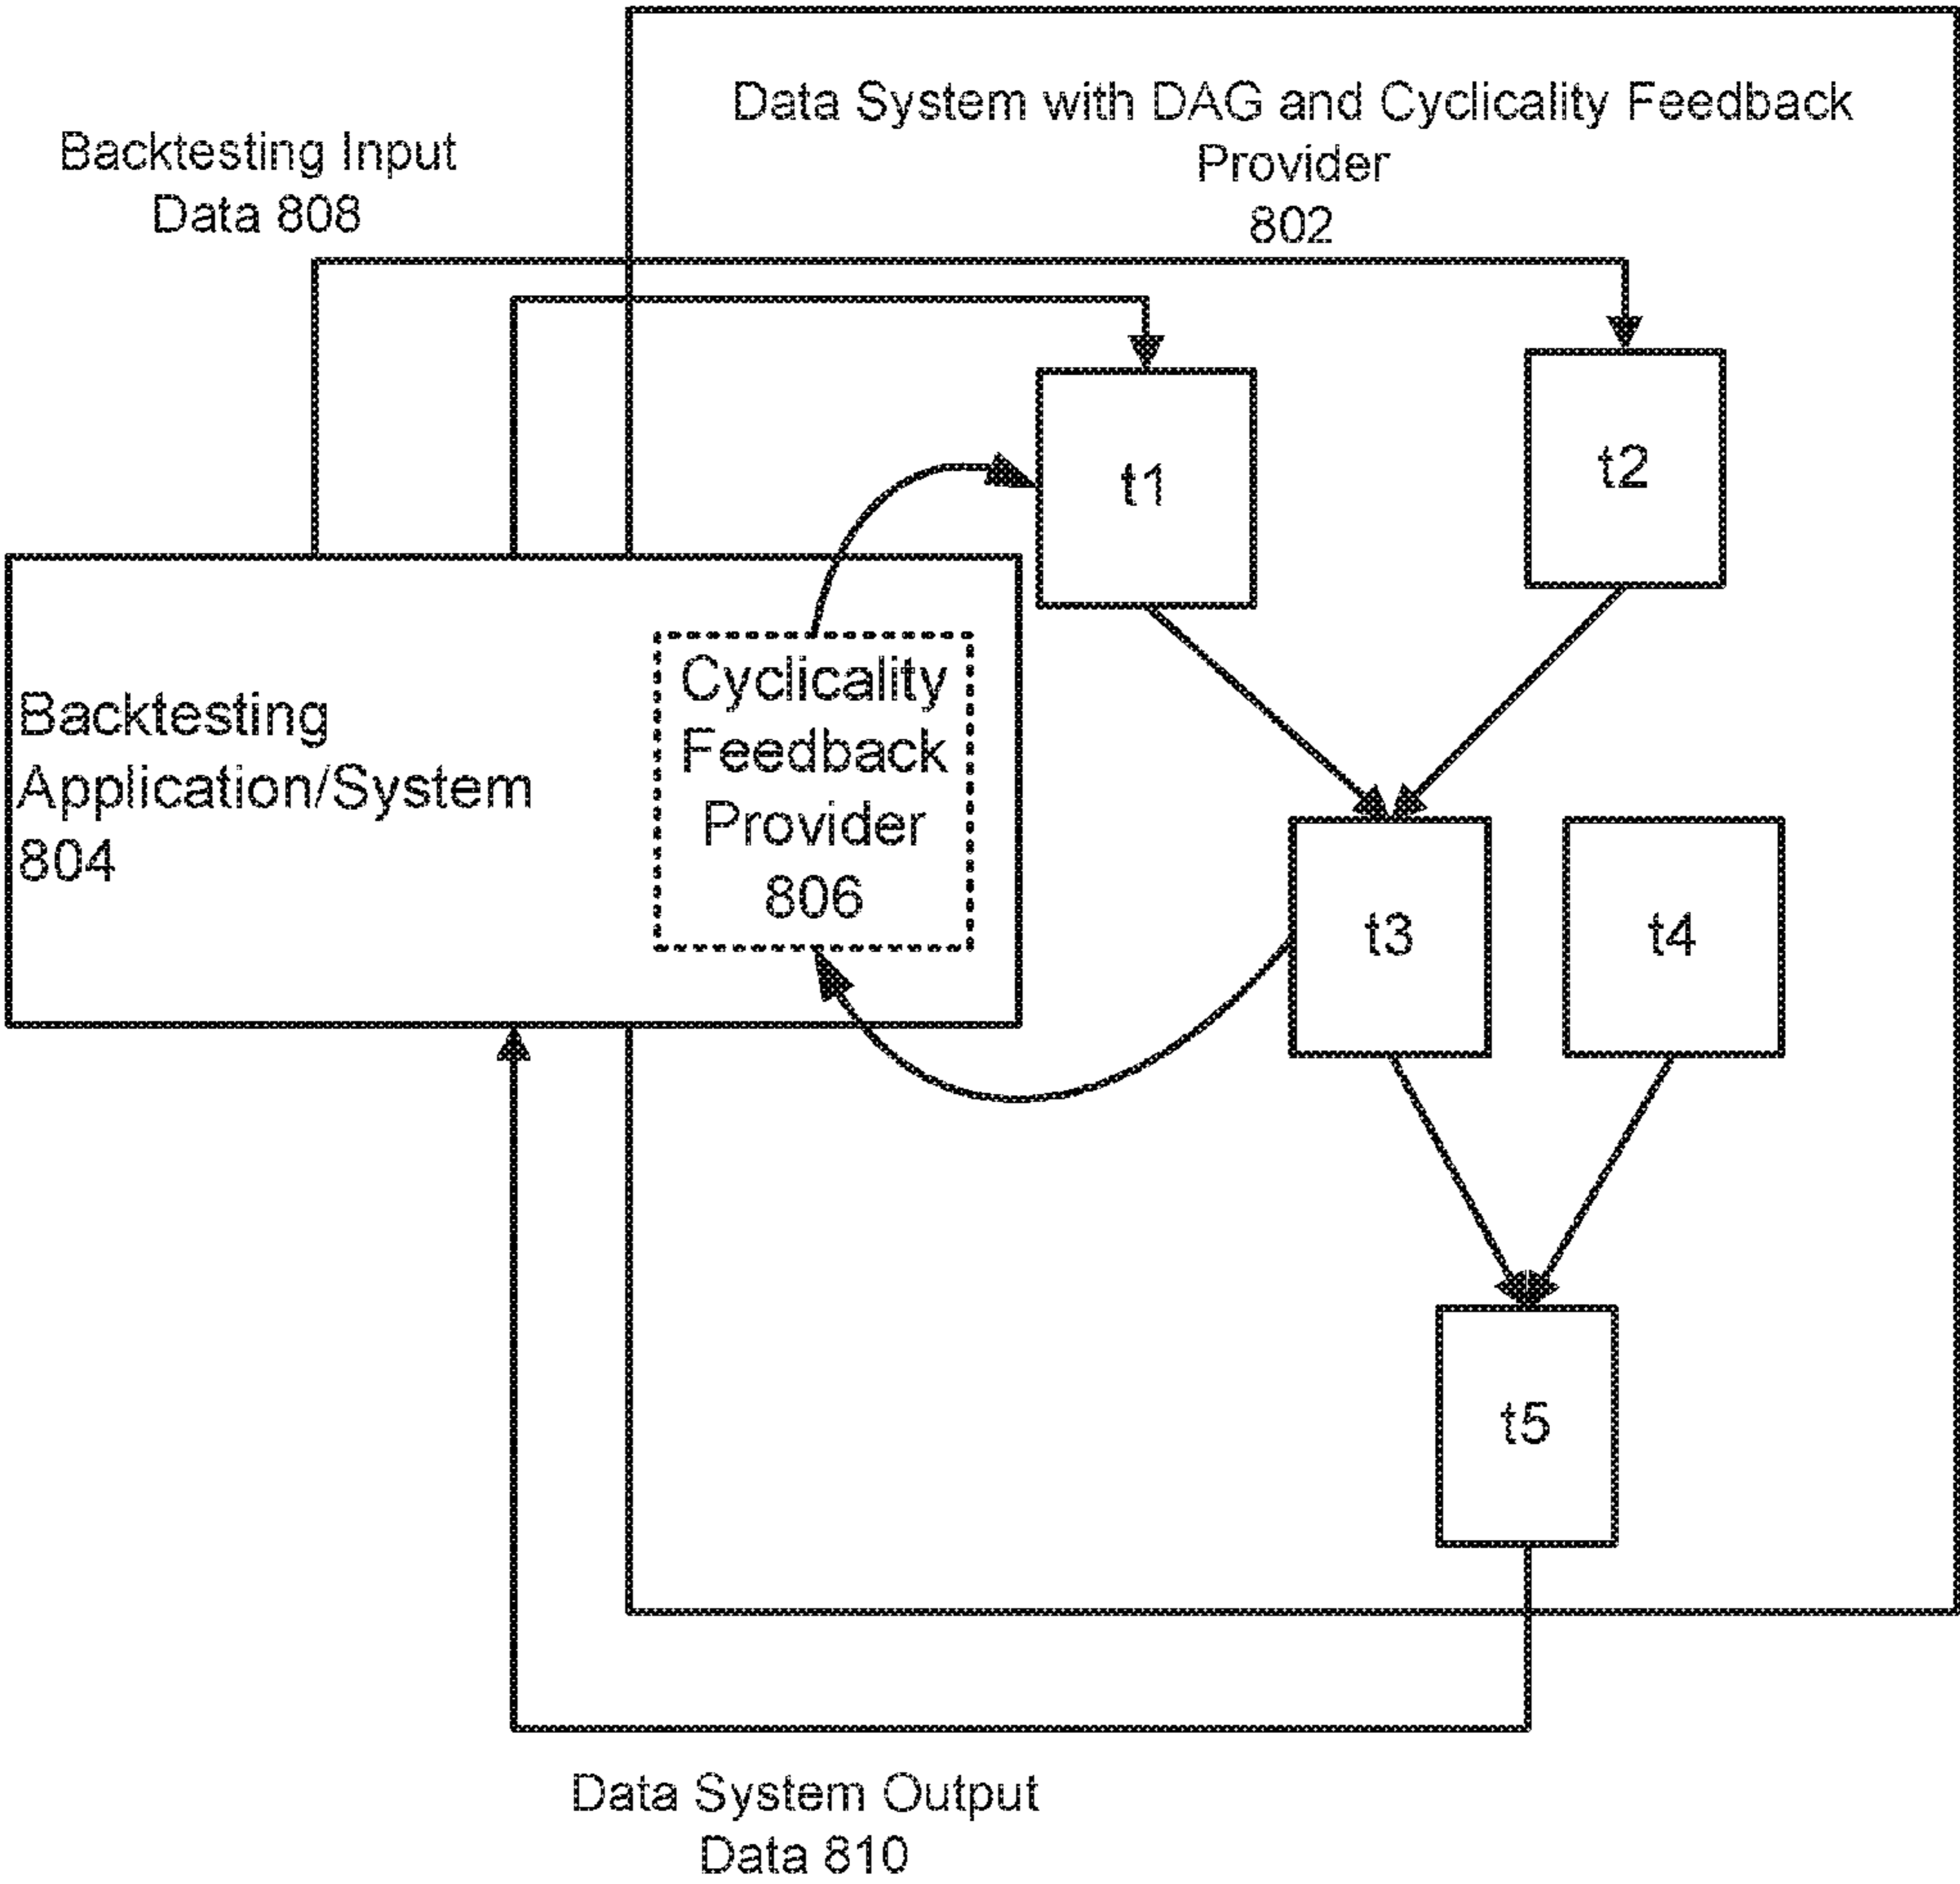 Data System with DAG and Cyclicality Feedback
Provider
802
Backtesting Input
Data 808
t1
t2
Backtesting
Application/System
804
Cyclicality
Feedback
Provider
806
t3
t4
t5
Data System Output
Data 810